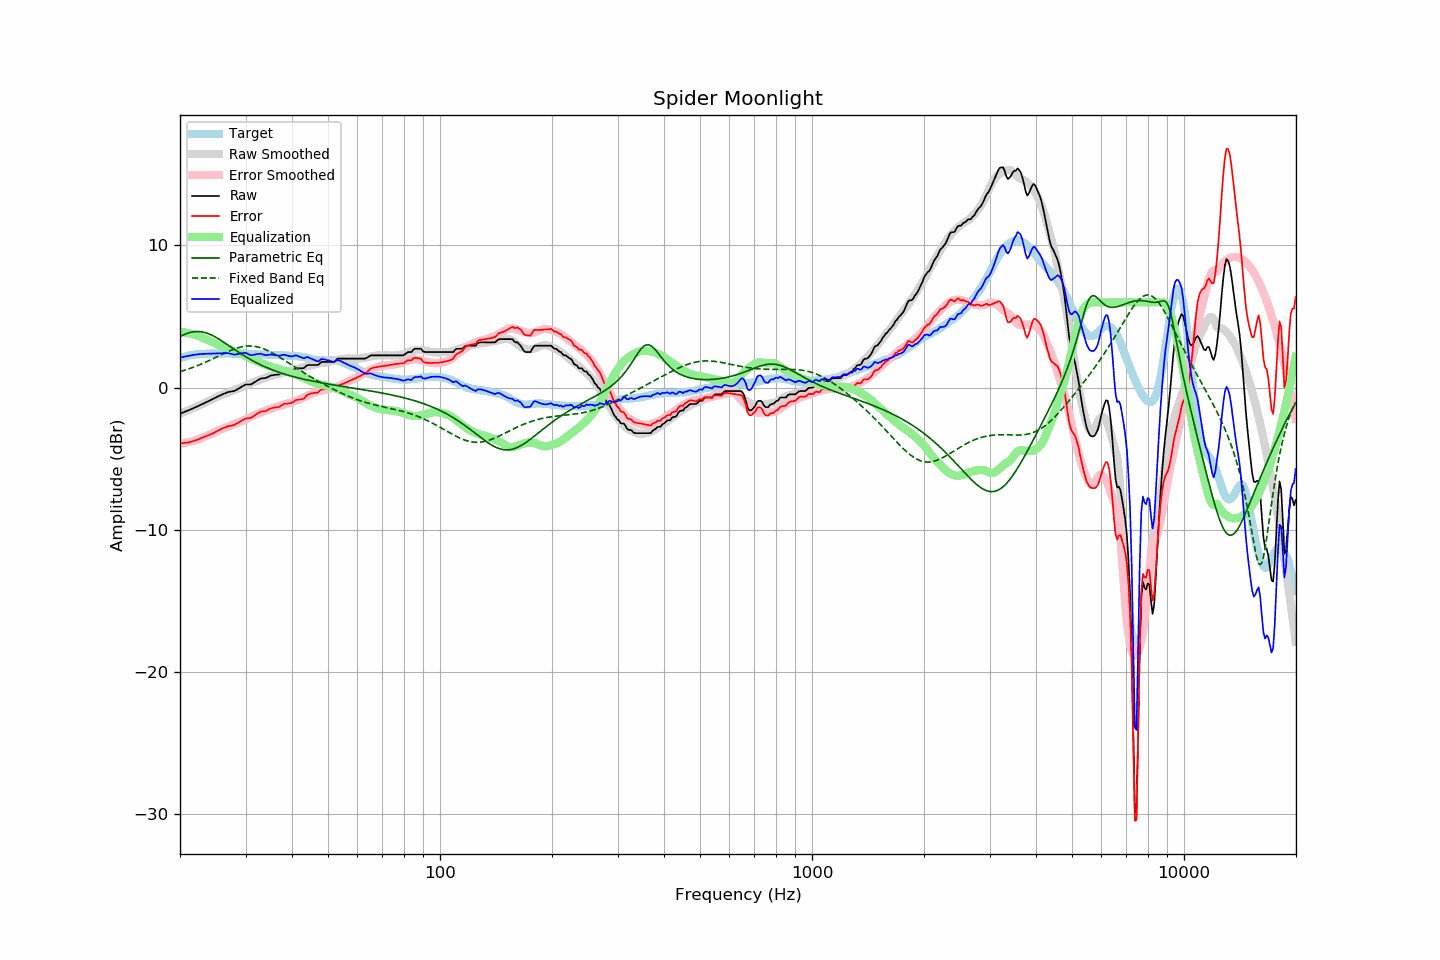 Spider Moonlight
Target
Raw Smoothed
Error Smoothed
Raw
Error
Equalization
Parametric Eq
Fixed Band Eq
Equalized
10
0
−10
−20
−30
Amplitude (dBr)
100
1000
10000
Frequency (Hz)